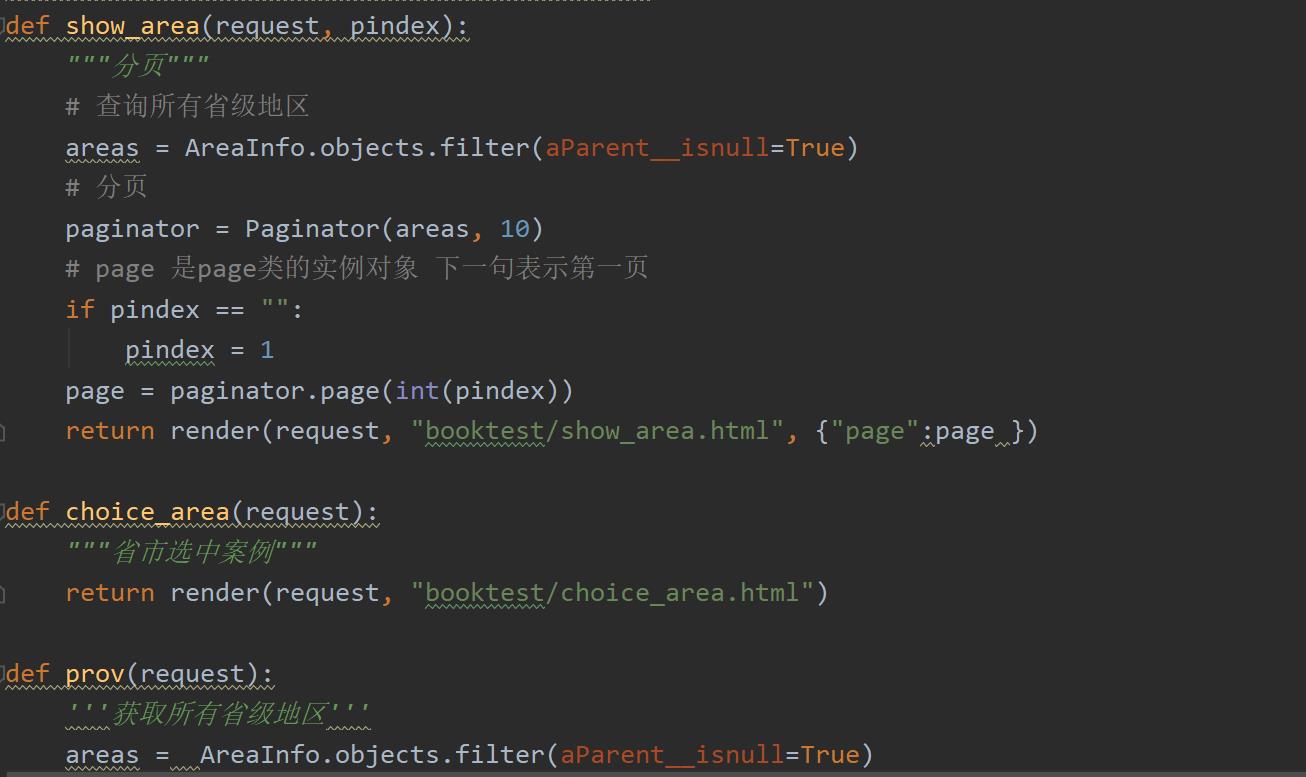 def show_area(request, pindex):
    """分页"""
    # 查询所有省级地区
    areas = AreaInfo.objects.filter(aParent__isnull=True)
    # 分页
    paginator = Paginator(areas, 10)
    # page 是page类的实例对象 下一句表示第一页
    if pindex == "":
        pindex = 1
    page = paginator.page(int(pindex))
    return render(request, "booktest/show_area.html", {"page":page })
def choice_area(request):
    """省市选中案例"""
    return render(request, "booktest/choice_area.html")
def prov(request):
    '''获取所有省级地区'''
    areas =  AreaInfo.objects.filter(aParent__isnull=True)